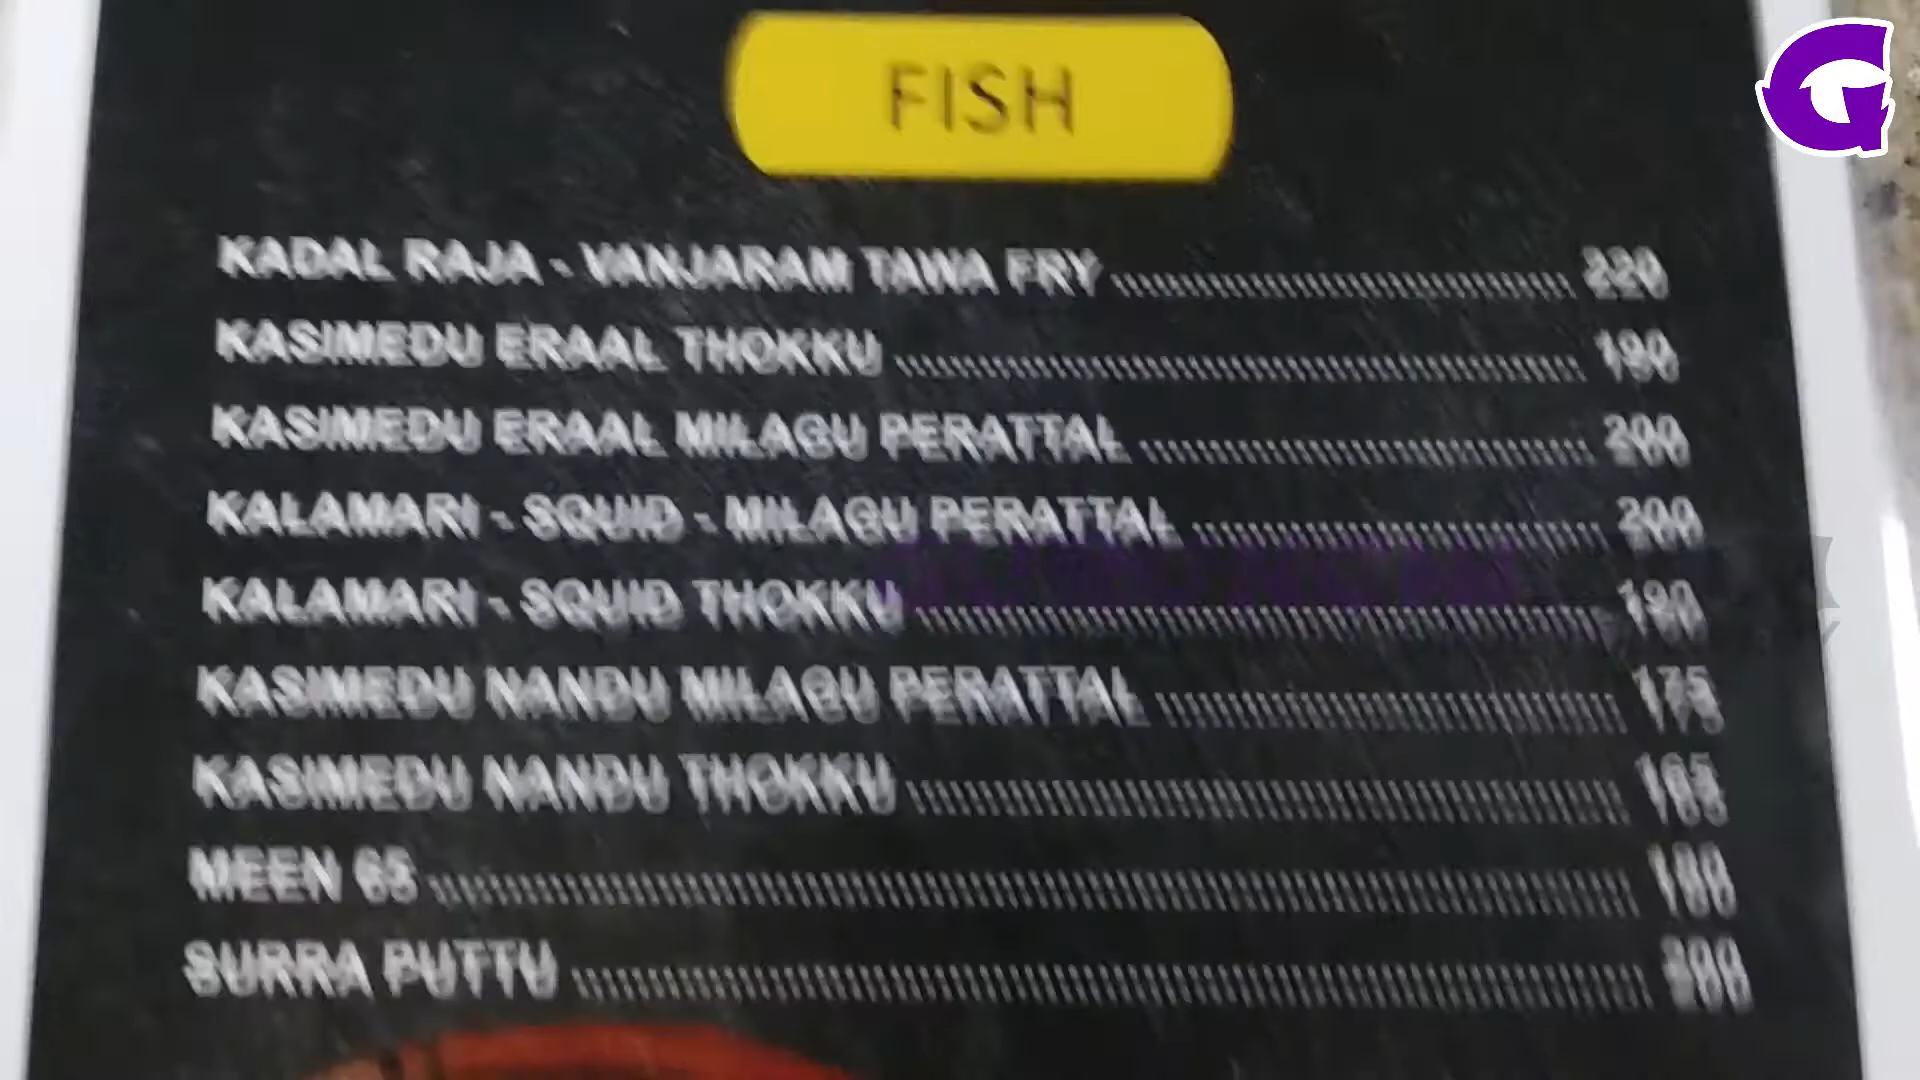 FISH
KADAL RAJA - VANJARAM TAWA FRY ........................................ 220
KASIMEDU ERAAL THOKKU ........................................ 190
KASIMEDU ERAAL MILAGU PERATTAL ........................................ 200
KALAMARI - SQUID - MILAGU PERATTAL ........................................ 200
KALAMARI - SQUID THOKKU ........................................ 190
KASIMEDU NANDU MILAGU PERATTAL ........................................ 175
KASIMEDU NANDU THOKKU ........................................ 165
MEEN 65 ........................................
SURRA PUTTU ........................................ 200
G